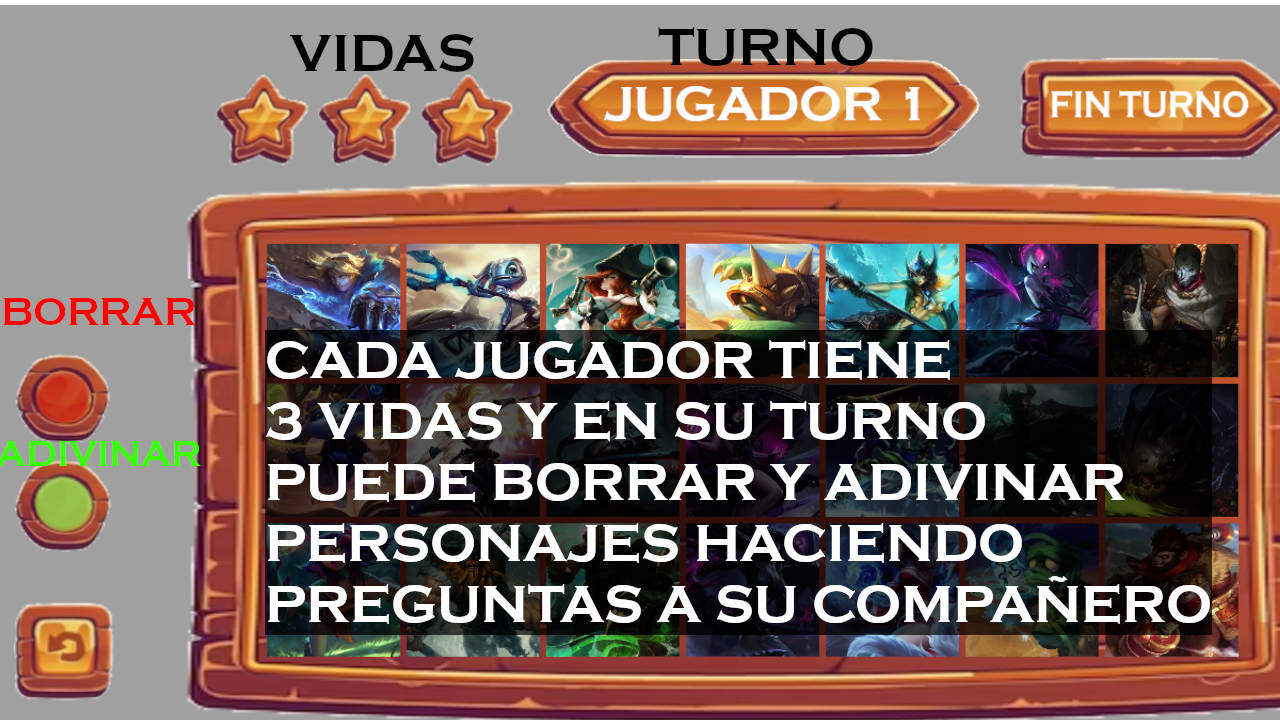 VIDAS
TURNO
JUGADOR 1
FIN TURNO
BORRAR
ADIVINAR
CADA JUGADOR TIENE
3 VIDAS Y EN SU TURNO
PUEDE BORRAR Y ADIVINAR
PERSONAJES HACIENDO
PREGUNTAS A SU COMPAÑERO